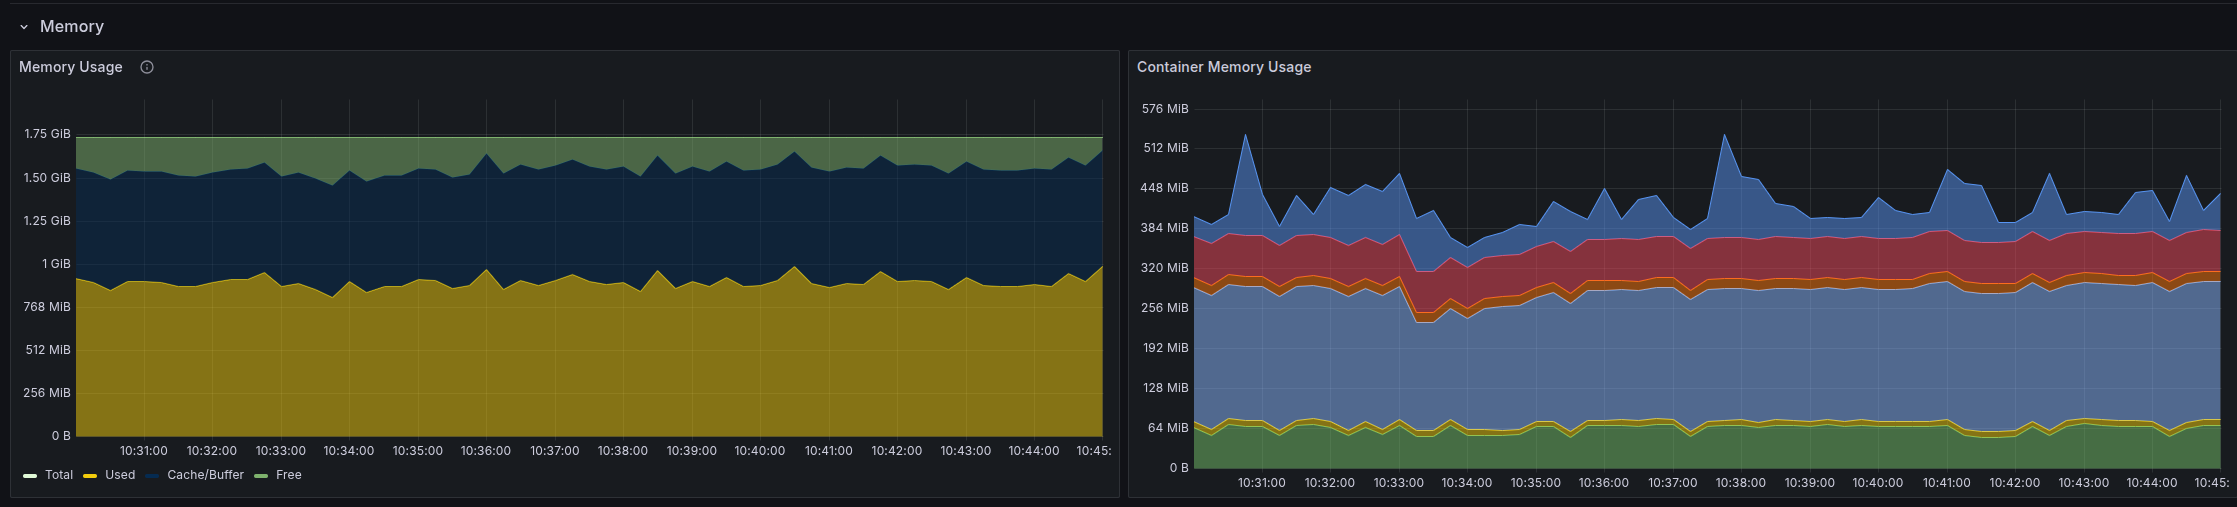 Memory
Memory Usage
1.75 GiB
1.50 GiB
1.25 GiB
1 GiB
768 MiB
512 MiB
256 MiB
0 B
10:31:00 10:32:00 10:33:00 10:34:00 10:35:00 10:36:00 10:37:00 10:38:00 10:39:00 10:40:00 10:41:00 10:42:00 10:43:00 10:44:00 10:45:
Total Used Cache/Buffer Free
Container Memory Usage
576 MiB
512 MiB
448 MiB
384 MiB
320 MiB
256 MiB
192 MiB
128 MiB
64 MiB
0 B
10:31:00 10:32:00 10:33:00 10:34:00 10:35:00 10:36:00 10:37:00 10:38:00 10:39:00 10:40:00 10:41:00 10:42:00 10:43:00 10:44:00 10:45: